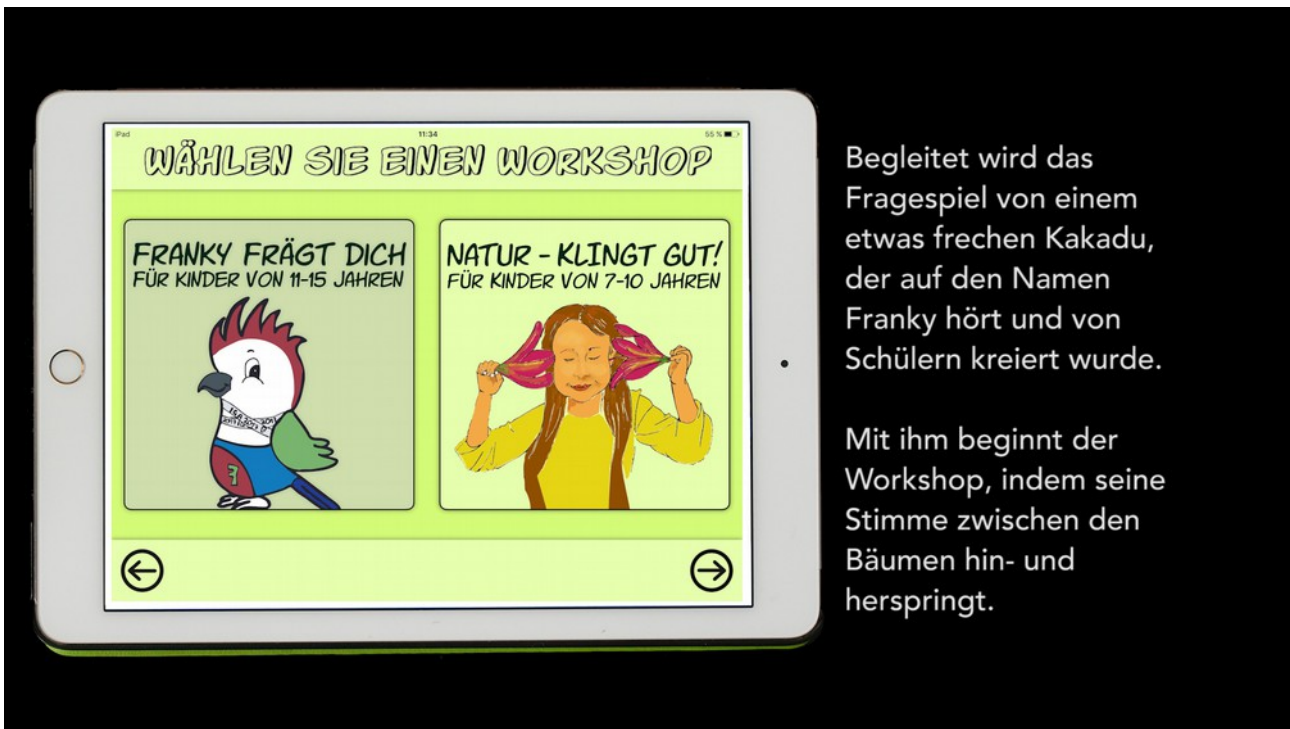 iPad 11:34 55 %
WÄHLEN SIE EINEN WORKSHOP
FRANKY FRÄGT DICH
FÜR KINDER VON 11-15 JAHREN
NATUR - KLINGT GUT!
FÜR KINDER VON 7-10 JAHREN
Begleitet wird das
Fragespiel von einem
etwas frechen Kakadu,
der auf den Namen
Franky hört und von
Schülern kreiert wurde.
Mit ihm beginnt der
Workshop, indem seine
Stimme zwischen den
Bäumen hin- und
herspringt.